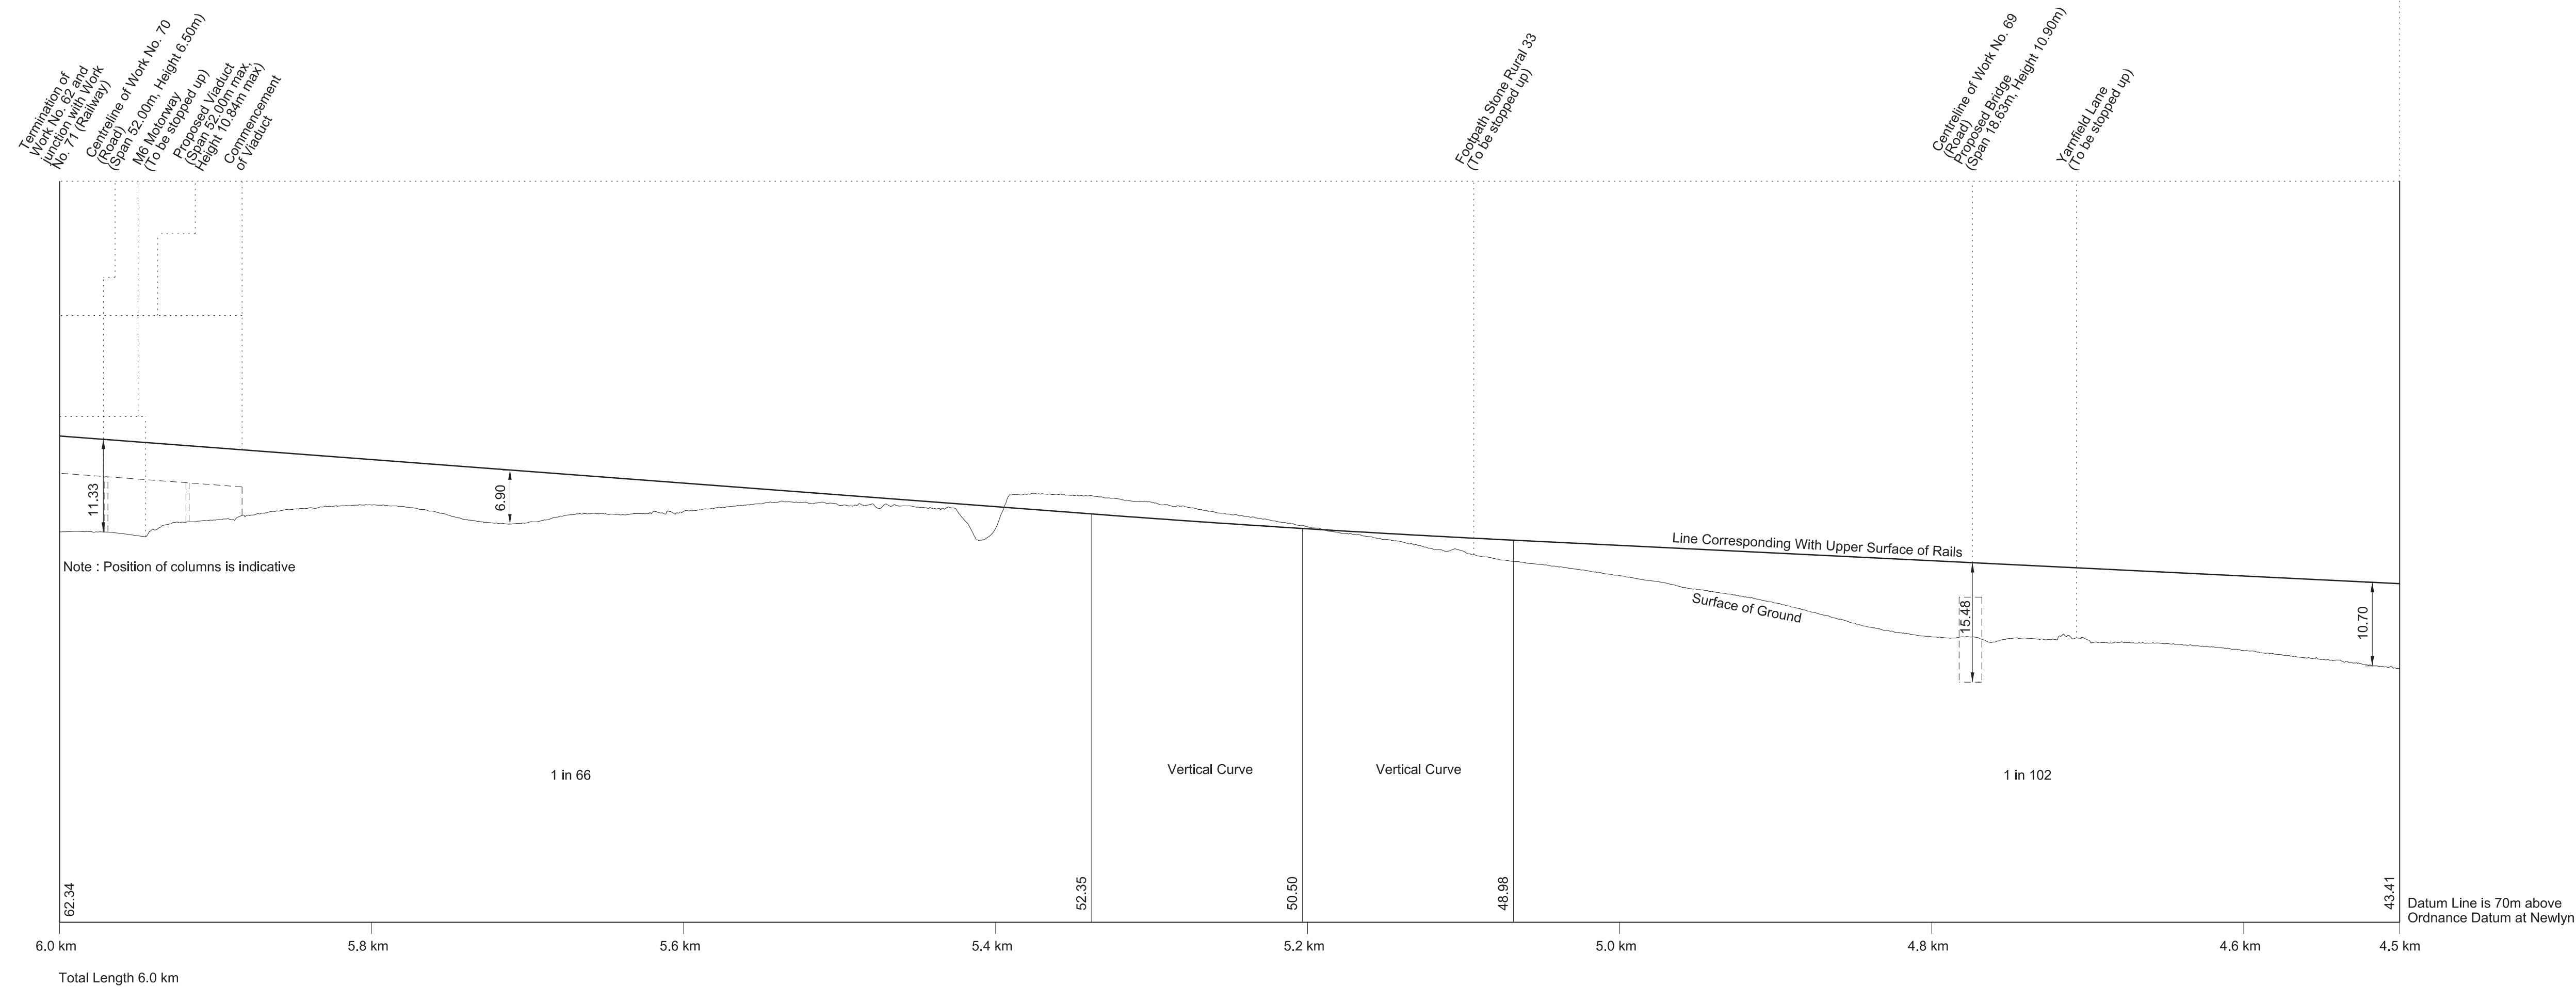 Termination of
Work No. 62 and
junction with Work
No. 71 (Railway)
Centreline of Work No. 70
(Road)
(Span 52.00m, Height 6.50m)
M6 Motorway
(To be stopped up)
Proposed Viaduct
(Span 52.00m max,
Height 10.84m max)
Commencement
of Viaduct
Footpath Stone Rural 33
(To be stopped up)
Centreline of Work No. 69
(Road)
Proposed Bridge
(Span 18.63m, Height 10.90m)
Yarnfield Lane
(To be stopped up)
11.33
6.90
Line Corresponding With Upper Surface of Rails
Note : Position of columns is indicative
Surface of Ground
15.48
10.70
1 in 66
Vertical Curve
Vertical Curve
1 in 102
62.34
52.35
50.50
48.98
43.41
Datum Line is 70m above
Ordnance Datum at Newlyn
6.0 km
5.8 km
5.6 km
5.4 km
5.2 km
5.0 km
4.8 km
4.6 km
4.5 km
Total Length 6.0 km